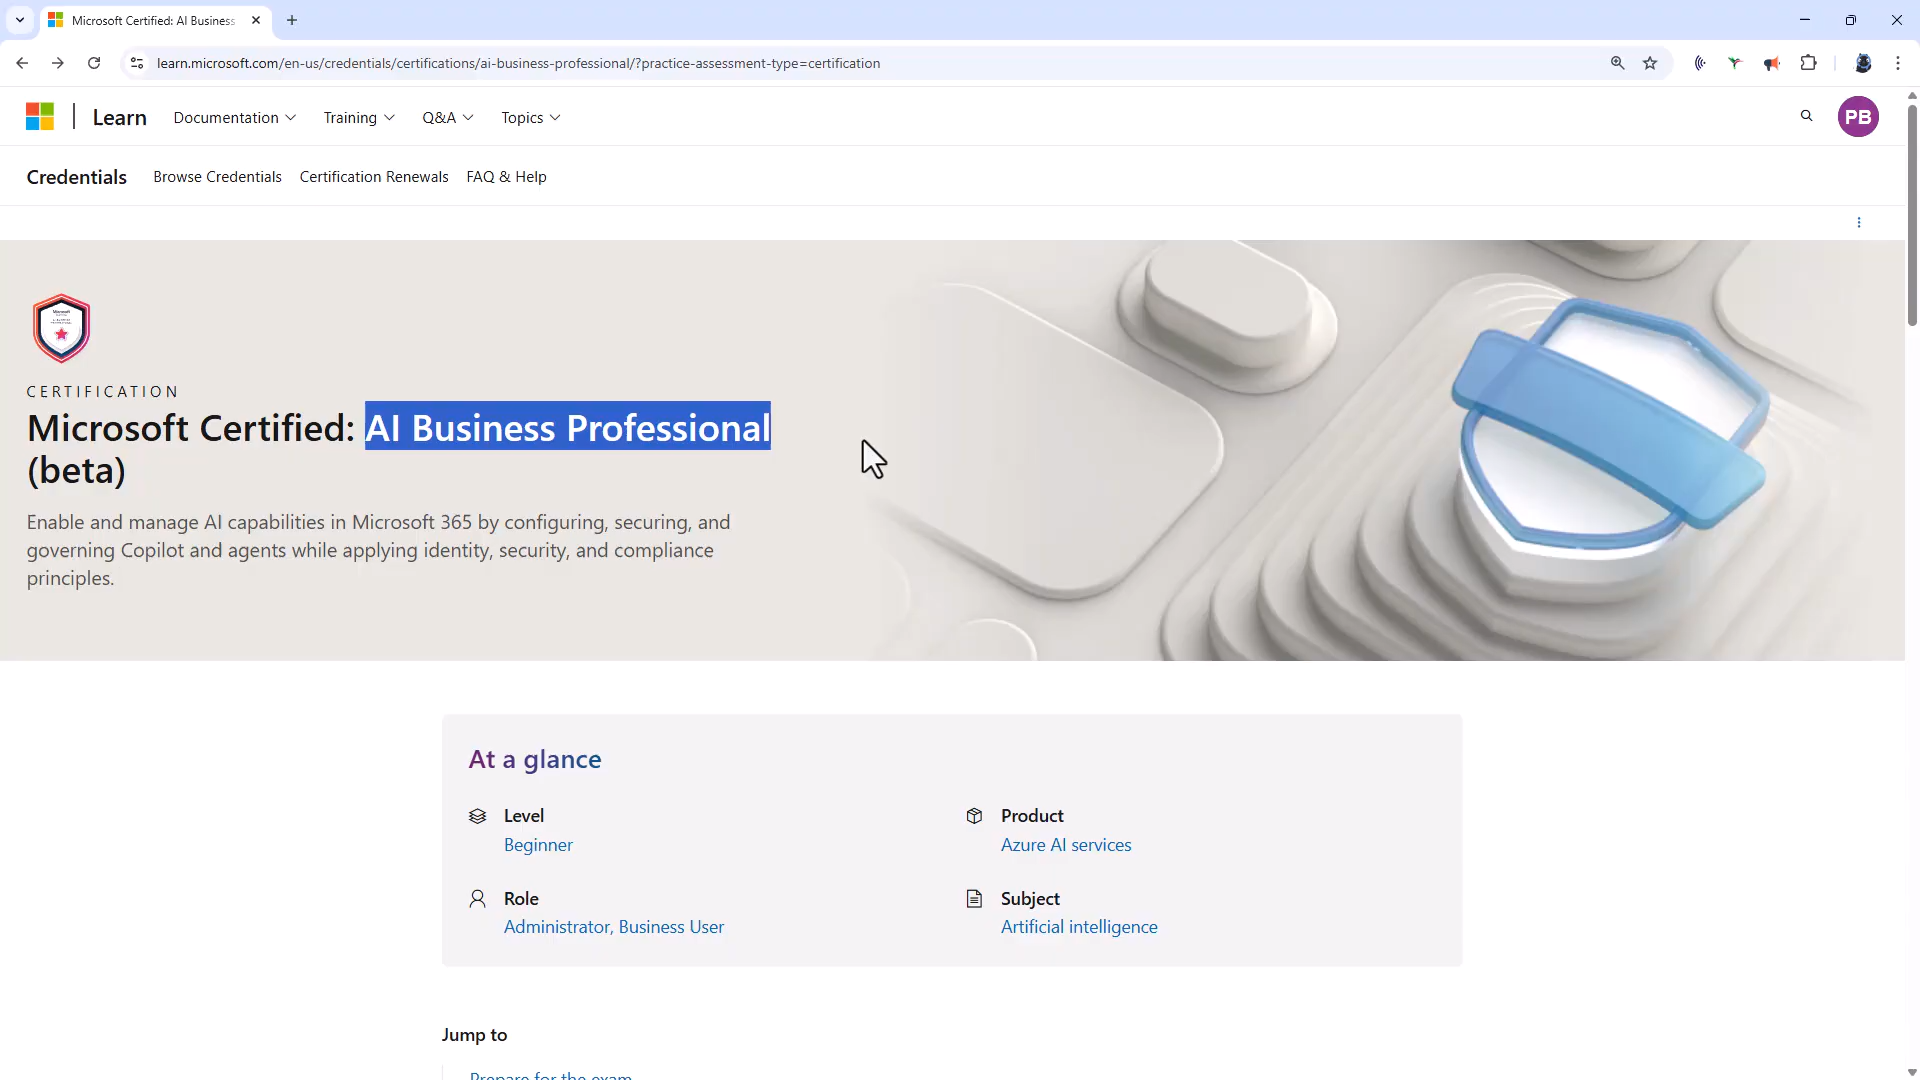 Microsoft Certified: AI Business
learn.microsoft.com/en-us/credentials/certifications/ai-business-professional/?practice-assessment-type=certification
Learn
Documentation
Training
Q&A
Topics
PB
Credentials
Browse Credentials
Certification Renewals
FAQ & Help
CERTIFICATION
Microsoft Certified: AI Business Professional
(beta)
Enable and manage AI capabilities in Microsoft 365 by configuring, securing, and
governing Copilot and agents while applying identity, security, and compliance
principles.
At a glance
Level
Beginner
Product
Azure AI services
Role
Administrator, Business User
Subject
Artificial intelligence
Jump to
Prepare for the exam